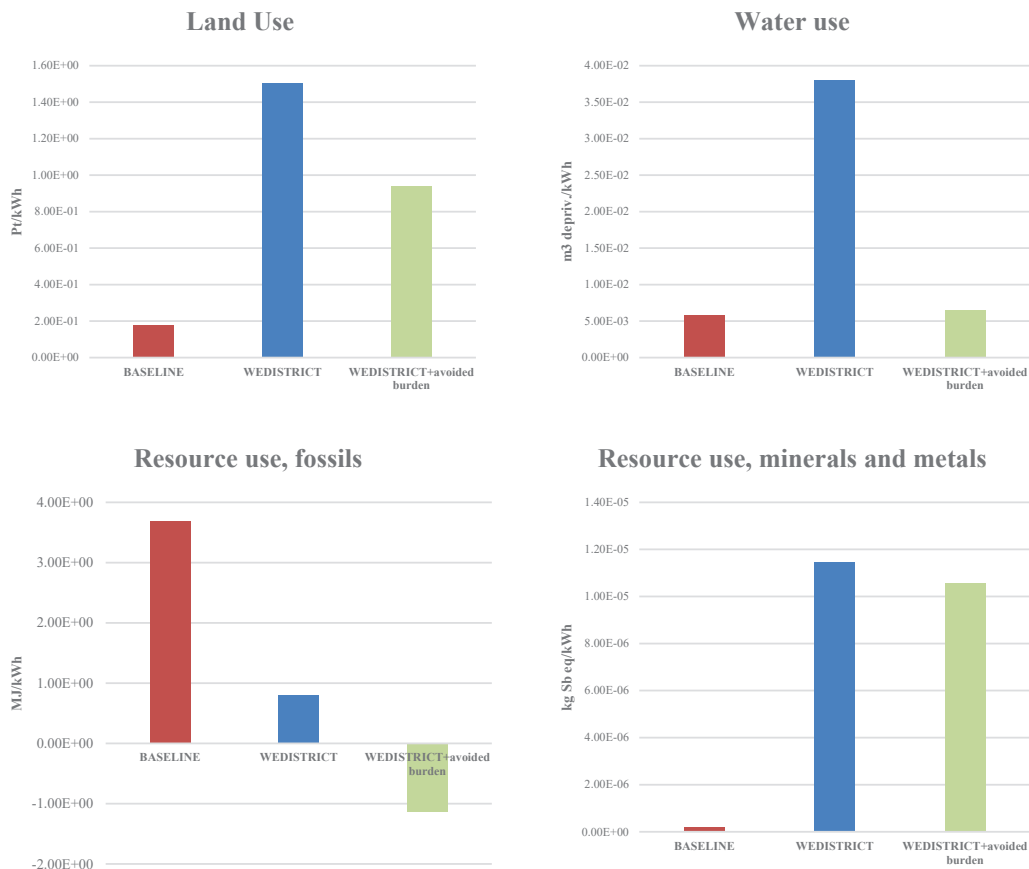 Land Use
1.60E+00
1.40E+00
1.20E+00
1.00E+00
8.00E-01
6.00E-01
4.00E-01
2.00E-01
0.00E+00
Pt/kWh
BASELINE
WEDISTRICT
WEDISTRICT+avoided
burden
Water use
4.00E-02
3.50E-02
3.00E-02
2.50E-02
2.00E-02
1.50E-02
1.00E-02
5.00E-03
0.00E+00
m3 depriv./kWh
BASELINE
WEDISTRICT
WEDISTRICT+avoided
burden
Resource use, fossils
4.00E+00
3.00E+00
2.00E+00
1.00E+00
0.00E+00
-1.00E+00
-2.00E+00
MJ/kWh
BASELINE
WEDISTRICT
WEDISTRICT+avoided
burden
Resource use, minerals and metals
1.40E-05
1.20E-05
1.00E-05
8.00E-06
6.00E-06
4.00E-06
2.00E-06
0.00E+00
kg Sb eq/kWh
BASELINE
WEDISTRICT
WEDISTRICT+avoided
burden